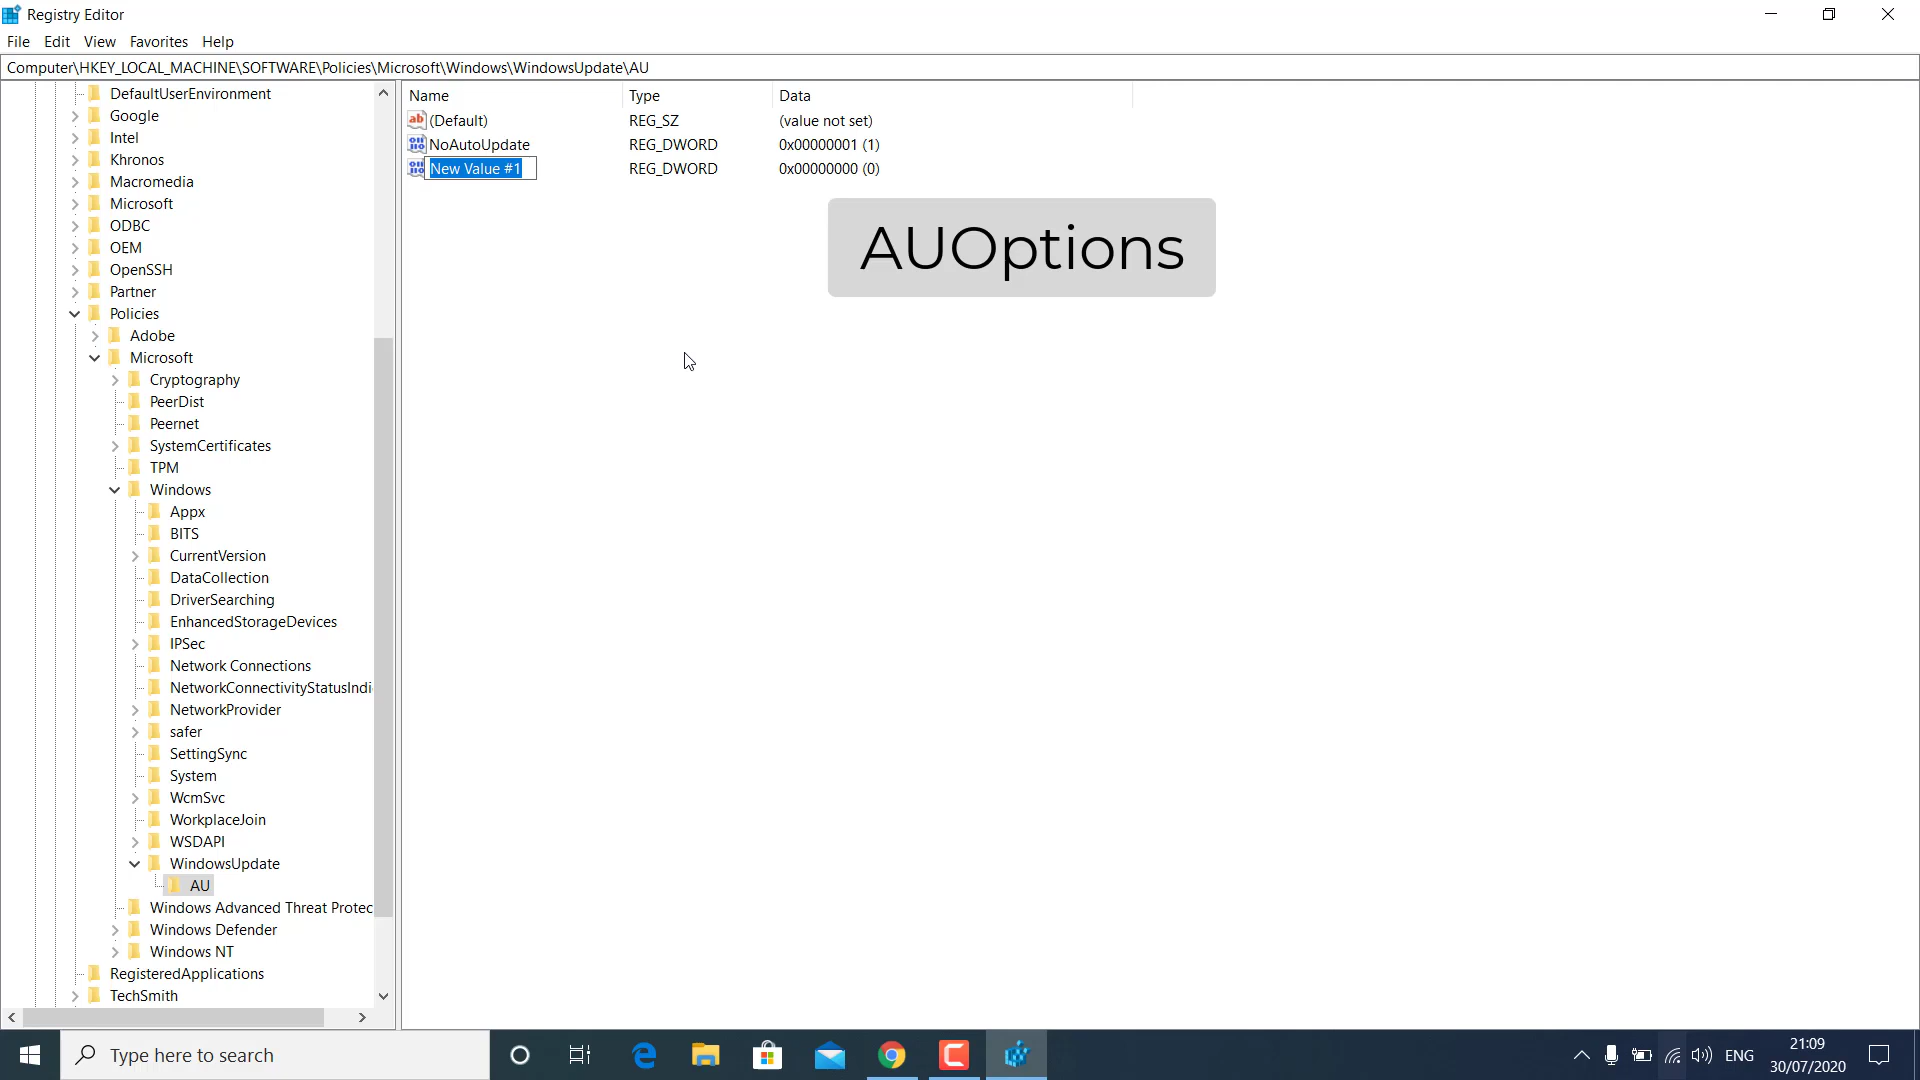 Registry Editor
File Edit View Favorites Help
Computer\HKEY_LOCAL_MACHINE\SOFTWARE\Policies\Microsoft\Windows\WindowsUpdate\AU
DefaultUserEnvironment
Google
Intel
Khronos
Macromedia
Microsoft
ODBC
OEM
OpenSSH
Partner
Policies
Adobe
Microsoft
Cryptography
PeerDist
Peernet
SystemCertificates
TPM
Windows
Appx
BITS
CurrentVersion
DataCollection
DriverSearching
EnhancedStorageDevices
IPSec
Network Connections
NetworkConnectivityStatusIndi
NetworkProvider
safer
SettingSync
System
WcmSvc
WorkplaceJoin
WSDAPI
WindowsUpdate
AU
Windows Advanced Threat Protec
Windows Defender
Windows NT
RegisteredApplications
TechSmith
Name Type Data
(Default) REG_SZ (value not set)
NoAutoUpdate REG_DWORD 0x00000001 (1)
New Value #1 REG_DWORD 0x00000000 (0)
AUOptions
Type here to search
ENG
21:09
30/07/2020